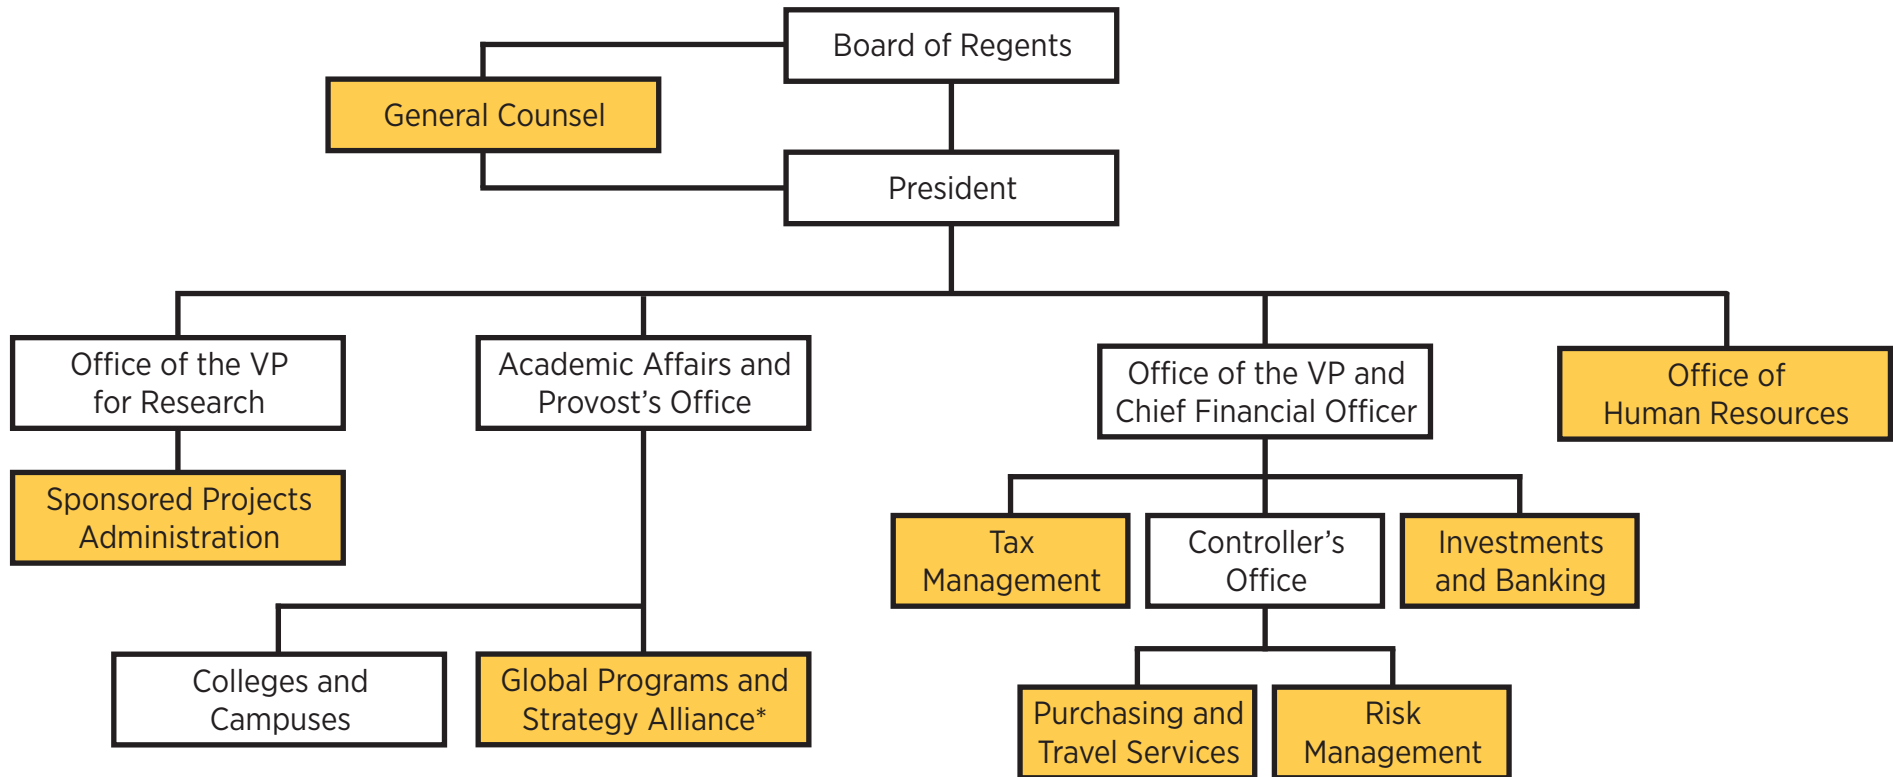 Board of Regents
General Counsel
President
Office of the VP
for Research
Academic Affairs and
Provost’s Office
Office of the VP and
Chief Financial Officer
Office of
Human Resources
Sponsored Projects
Administration
Tax
Management
Controller’s
Office
Investments
and Banking
Colleges and
Campuses
Global Programs and
Strategy Alliance*
Purchasing and
Travel Services
Risk
Management